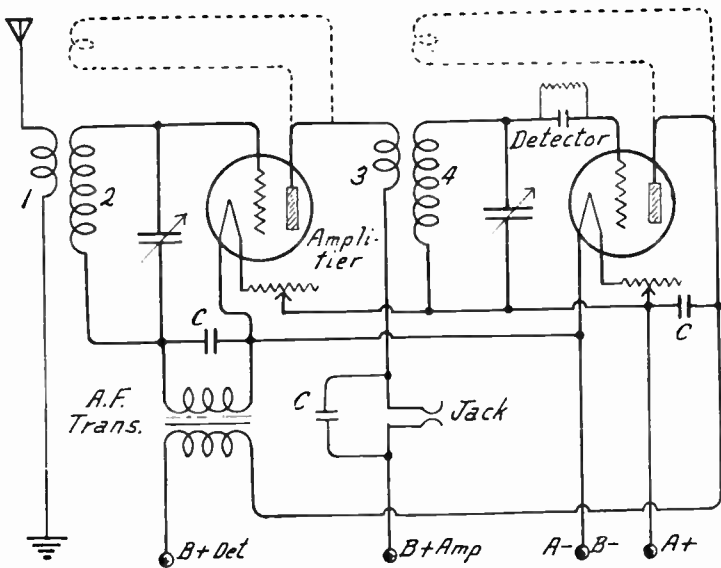 Detector
1
2
3
4
Ampli-
fier
C
C
A.F.
Trans.
C
Jack
B+Det
B+Amp
A-
B-
A+